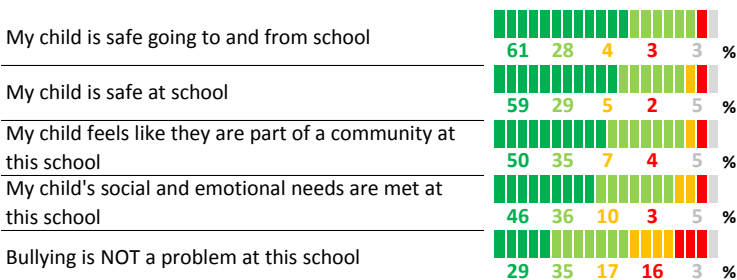 My child is safe going to and from school
61 28 4 3 3 %
My child is safe at school
59 29 5 2 5 %
My child feels like they are part of a community at
this school
50 35 7 4 5 %
My child's social and emotional needs are met at
this school
46 36 10 3 5 %
Bullying is NOT a problem at this school
29 35 17 16 3 %